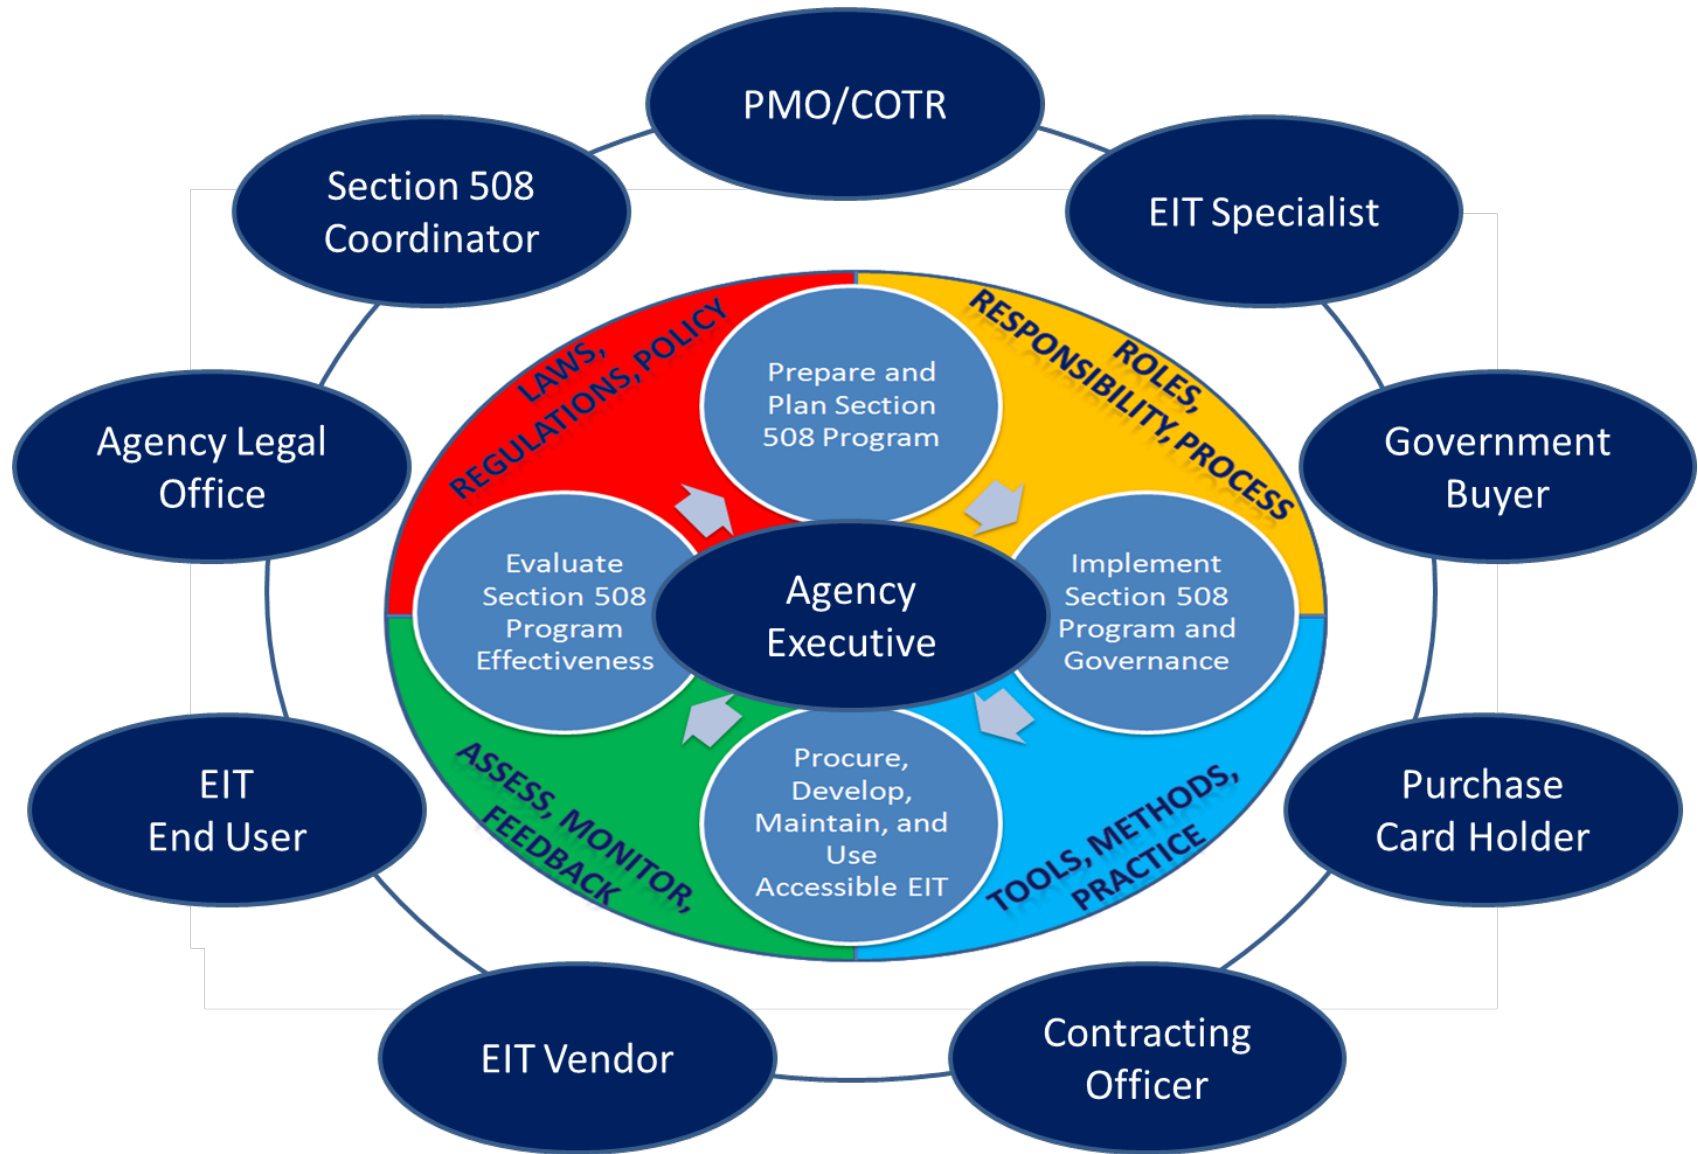 PMO/COTR
Section 508
Coordinator
EIT Specialist
LAWS,
REGULATIONS, POLICY
ROLES,
RESPONSIBILITY, PROCESS
Prepare and
Plan Section
508 Program
Agency Legal
Office
Government
Buyer
Evaluate
Section 508
Program
Effectiveness
Agency
Executive
Implement
Section 508
Program and
Governance
EIT
End User
ASSESS, MONITOR,
FEEDBACK
Procure,
Develop,
Maintain, and
Use
Accessible EIT
TOOLS, METHODS,
PRACTICE
Purchase
Card Holder
EIT Vendor
Contracting
Officer